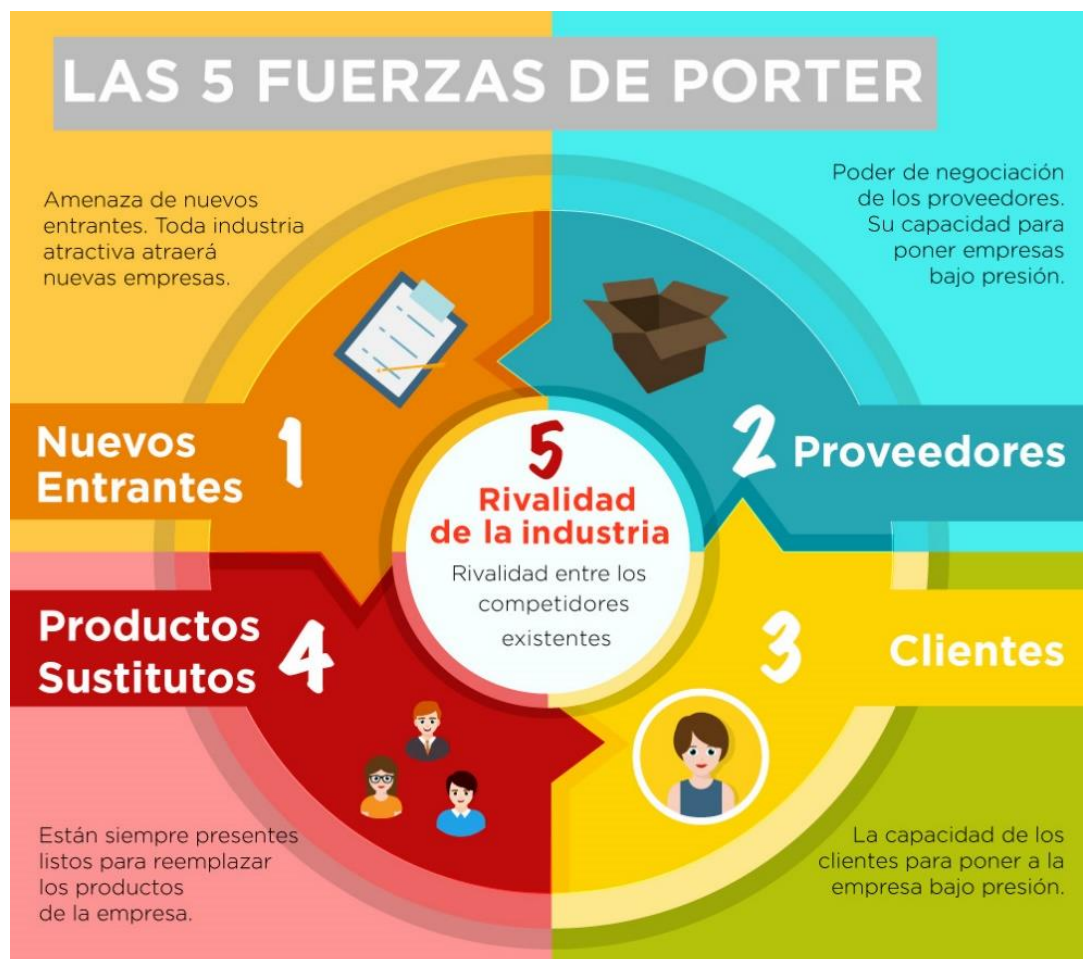 LAS 5 FUERZAS DE PORTER
Amenaza de nuevos
entrantes. Toda industria
atractiva atraerá
nuevas empresas.
Poder de negociación
de los proveedores.
Su capacidad para
poner empresas
bajo presión.
Nuevos
Entrantes
1
2
Proveedores
5
Rivalidad
de la industria
Rivalidad entre los
competidores
existentes
Productos
Sustitutos
4
3
Clientes
Están siempre presentes
listos para reemplazar
los productos
de la empresa.
La capacidad de los
clientes para poner a la
empresa bajo presión.